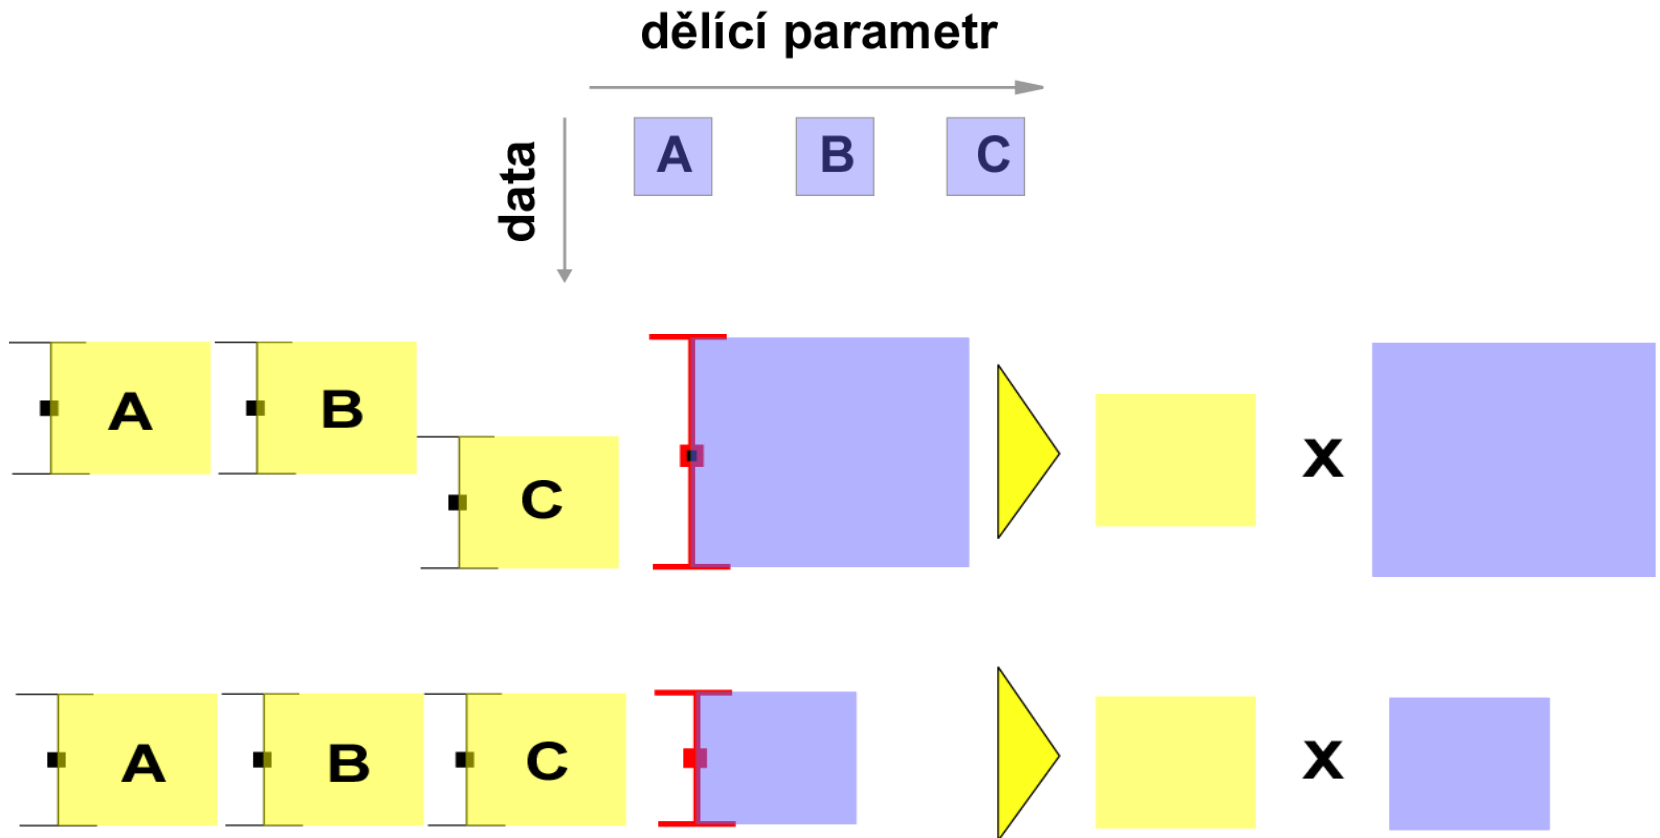 dělící parametr
data
A B C
A B
C
X
A B C
X